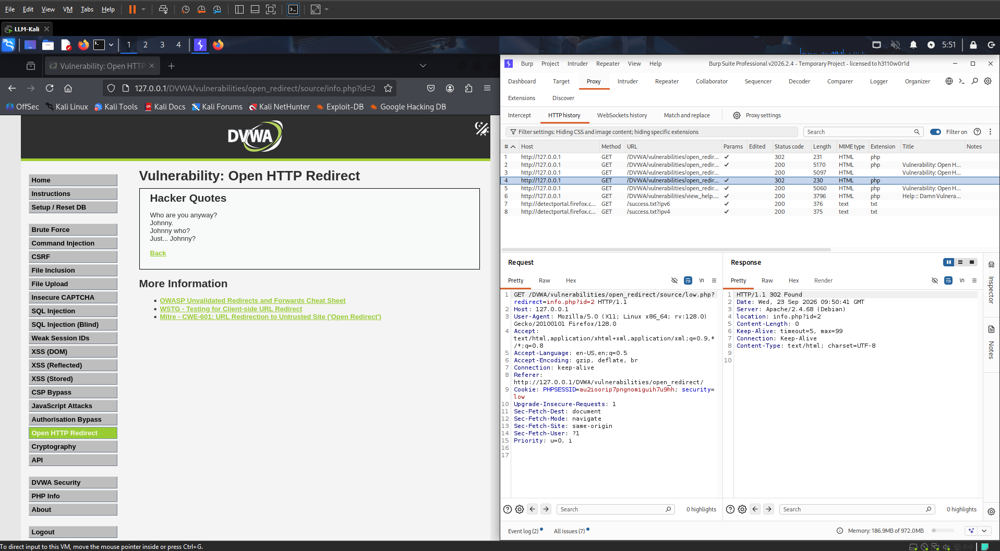 File Edit View VM Tabs Help
LLM-Kali
1 2 3 4
5:51
Vulnerability: Open HTTP
127.0.0.1/DVWA/vulnerabilities/open_redirect/source/info.php?id=2
OffSec Kali Linux Kali Tools Kali Docs Kali Forums Kali NetHunter Exploit-DB Google Hacking DB
DVWA
Home
Instructions
Setup / Reset DB
Brute Force
Command Injection
CSRF
File Inclusion
File Upload
Insecure CAPTCHA
SQL Injection
SQL Injection (Blind)
Weak Session IDs
XSS (DOM)
XSS (Reflected)
XSS (Stored)
CSP Bypass
JavaScript Attacks
Authorisation Bypass
Open HTTP Redirect
Cryptography
API
DVWA Security
PHP Info
About
Logout
Vulnerability: Open HTTP Redirect
Hacker Quotes
Who are you anyway?
Johnny.
Johnny who?
Just... Johnny?
Back
More Information
• OWASP Unvalidated Redirects and Forwards Cheat Sheet
• WSTG - Testing for Client-side URL Redirect
• Mitre - CWE-601: URL Redirection to Untrusted Site ('Open Redirect')
Burp Project Intruder Repeater View Help Burp Suite Professional v2026.2.4 - Temporary Project - licensed to h3110w0r1d
Dashboard Target Proxy Intruder Repeater Collaborator Sequencer Decoder Comparer Logger Organizer
Extensions Discover
Intercept HTTP history WebSockets history Match and replace Proxy settings
Filter settings: Hiding CSS and image content; hiding specific extensions Search Filter on
# Host Method URL Params Edited Status code Length MIME type Extension Title Notes
1 http://127.0.0.1 GET /DVWA/vulnerabilities/open_redir... ✓ 302 231 HTML php
2 http://127.0.0.1 GET /DVWA/vulnerabilities/open_redir... ✓ 200 5170 HTML php Vulnerability: Open H...
3 http://127.0.0.1 GET /DVWA/vulnerabilities/open_redir... 200 5097 HTML Vulnerability: Open H...
4 http://127.0.0.1 GET /DVWA/vulnerabilities/open_redir... ✓ 302 230 HTML php
5 http://127.0.0.1 GET /DVWA/vulnerabilities/open_redir... ✓ 200 5060 HTML php Vulnerability: Open H...
6 http://127.0.0.1 GET /DVWA/vulnerabilities/view_help.... ✓ 200 3796 HTML php Help :: Damn Vulnera...
7 http://detectportal.firefox.c... GET /success.txt?ipv6 ✓ 200 376 text txt
8 http://detectportal.firefox.c... GET /success.txt?ipv4 ✓ 200 375 text txt
Request
Pretty Raw Hex \n
1 GET /DVWA/vulnerabilities/open_redirect/source/low.php?
redirect=info.php?id=2 HTTP/1.1
2 Host: 127.0.0.1
3 User-Agent: Mozilla/5.0 (X11; Linux x86_64; rv:128.0)
Gecko/20100101 Firefox/128.0
4 Accept:
text/html,application/xhtml+xml,application/xml;q=0.9,*
/*;q=0.8
5 Accept-Language: en-US,en;q=0.5
6 Accept-Encoding: gzip, deflate, br
7 Connection: keep-alive
8 Referer:
http://127.0.0.1/DVWA/vulnerabilities/open_redirect/
9 Cookie: PHPSESSID=au2ioorip7pngnomiguih7u9hh; security=
low
10 Upgrade-Insecure-Requests: 1
11 Sec-Fetch-Dest: document
12 Sec-Fetch-Mode: navigate
13 Sec-Fetch-Site: same-origin
14 Sec-Fetch-User: ?1
15 Priority: u=0, i
16
17
Search 0 highlights
Response
Pretty Raw Hex Render \n
1 HTTP/1.1 302 Found
2 Date: Wed, 23 Sep 2026 09:50:41 GMT
3 Server: Apache/2.4.68 (Debian)
4 location: info.php?id=2
5 Content-Length: 0
6 Keep-Alive: timeout=5, max=99
7 Connection: Keep-Alive
8 Content-Type: text/html; charset=UTF-8
9
10
Search 0 highlights
Inspector
Notes
Event log (2) All issues (7) Memory: 186.9MB of 972.0MB
To direct input to this VM, move the mouse pointer inside or press Ctrl+G.